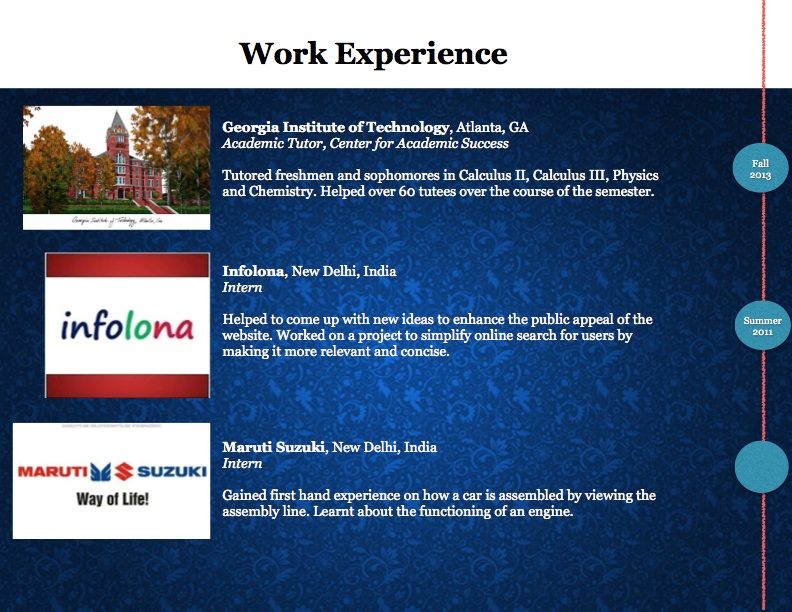 Work Experience
Georgia Institute of Technology, Atlanta, GA
Academic Tutor, Center for Academic Success
Tutored freshmen and sophomores in Calculus II, Calculus III, Physics
and Chemistry. Helped over 60 tutees over the course of the semester.
Fall
2013
Georgia Institute of Technology, Atlanta, Ga
infolona
Infolona, New Delhi, India
Intern
Helped to come up with new ideas to enhance the public appeal of the
website. Worked on a project to simplify online search for users by
making it more relevant and concise.
Summer
2011
MARUTI SUZUKI
Way of Life!
Maruti Suzuki, New Delhi, India
Intern
Gained first hand experience on how a car is assembled by viewing the
assembly line. Learnt about the functioning of an engine.